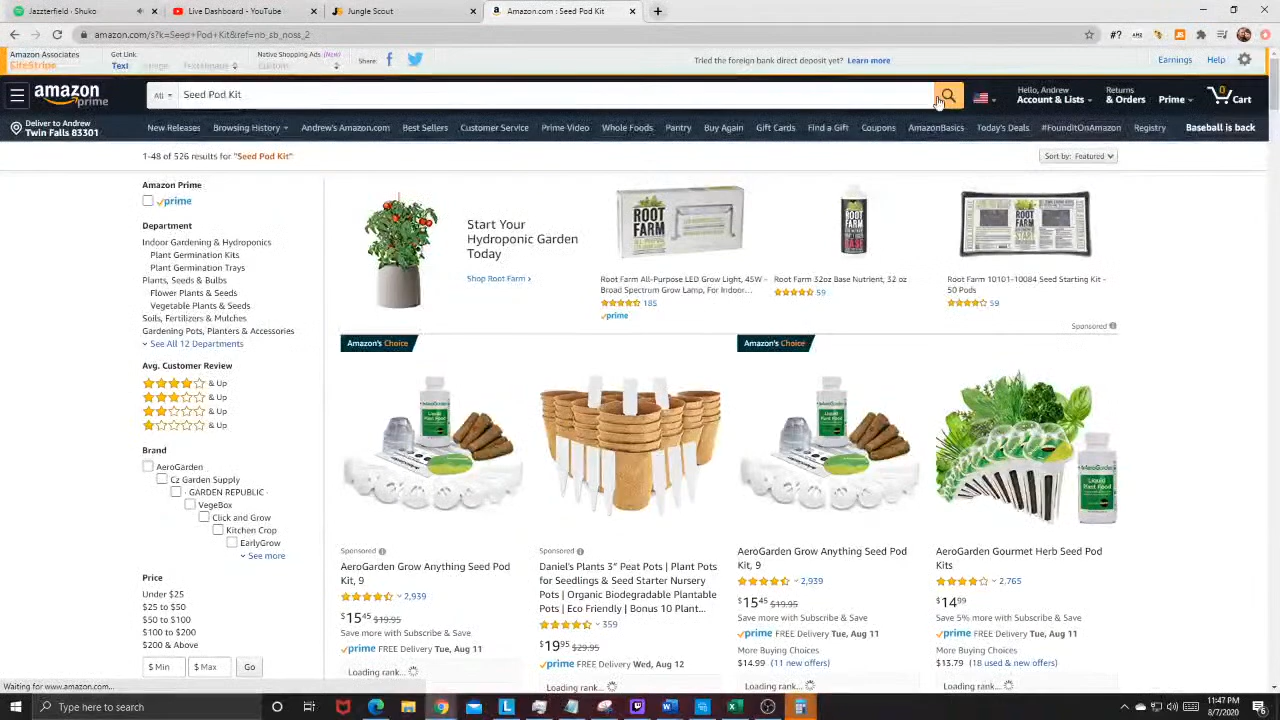 Jazzerfield · Shuko
Live Dashboard - YouTube
Jungle Scout
Amazon.com : Seed Pod Kit
amazon.com/s?k=Seed+Pod+Kit&ref=nb_sb_noss_2
Amazon Associates
SiteStripe
Get Link:
Text
Native Shopping Ads
Share:
Tried the foreign bank direct deposit yet? Learn more
Earnings
Help
amazon
prime
All
Seed Pod Kit
Hello, Andrew
Account & Lists
Returns
& Orders
Prime
0
Cart
Deliver to Andrew
Twin Falls 83301
New Releases
Browsing History
Andrew's Amazon.com
Best Sellers
Customer Service
Prime Video
Whole Foods
Pantry
Buy Again
Gift Cards
Find a Gift
Coupons
AmazonBasics
Today's Deals
#FoundItOnAmazon
Registry
Baseball is back
1-48 of 526 results for "Seed Pod Kit"
Sort by: Featured
Amazon Prime
prime
Department
Indoor Gardening & Hydroponics
Plant Germination Kits
Plant Germination Trays
Plants, Seeds & Bulbs
Flower Plants & Seeds
Vegetable Plants & Seeds
Soils, Fertilizers & Mulches
Gardening Pots, Planters & Accessories
See All 12 Departments
Avg. Customer Review
& Up
& Up
& Up
& Up
Brand
AeroGarden
Cz Garden Supply
· GARDEN REPUBLIC ·
VegeBox
Click and Grow
Kitchen Crop
EarlyGrow
See more
Price
Under $25
$25 to $50
$50 to $100
$100 to $200
$200 & Above
$ Min
$ Max
Go
Start Your
Hydroponic Garden
Today
Shop Root Farm ›
ROOT
FARM
Root Farm All-Purpose LED Grow Light, 45W –
Broad Spectrum Grow Lamp, For Indoor...
185
prime
ROOT
FARM
BASE
Root Farm 32oz Base Nutrient, 32 oz
59
ROOT
FARM
Root Farm 10101-10084 Seed Starting Kit –
50 Pods
59
Sponsored
Amazon's Choice
Sponsored
AeroGarden Grow Anything Seed Pod
Kit, 9
2,939
$15 45 $19.95
Save more with Subscribe & Save
prime FREE Delivery Tue, Aug 11
Loading rank...
Sponsored
Daniel's Plants 3" Peat Pots | Plant Pots
for Seedlings & Seed Starter Nursery
Pots | Organic Biodegradable Plantable
Pots | Eco Friendly | Bonus 10 Plant...
359
$19 95 $29.95
prime FREE Delivery Wed, Aug 12
Loading rank...
Amazon's Choice
AeroGarden Grow Anything Seed Pod
Kit, 9
2,939
$15 45 $19.95
Save more with Subscribe & Save
prime FREE Delivery Tue, Aug 11
More Buying Choices
$14.99 (11 new offers)
Loading rank...
AeroGarden
Liquid
Plant Food
AeroGarden Gourmet Herb Seed Pod
Kits
2,765
$14 99
Save 5% more with Subscribe & Save
prime FREE Delivery Tue, Aug 11
More Buying Choices
$13.79 (18 used & new offers)
Loading rank...
Waiting for www.amazon.com...
Type here to search
11:47 PM
8/7/2020